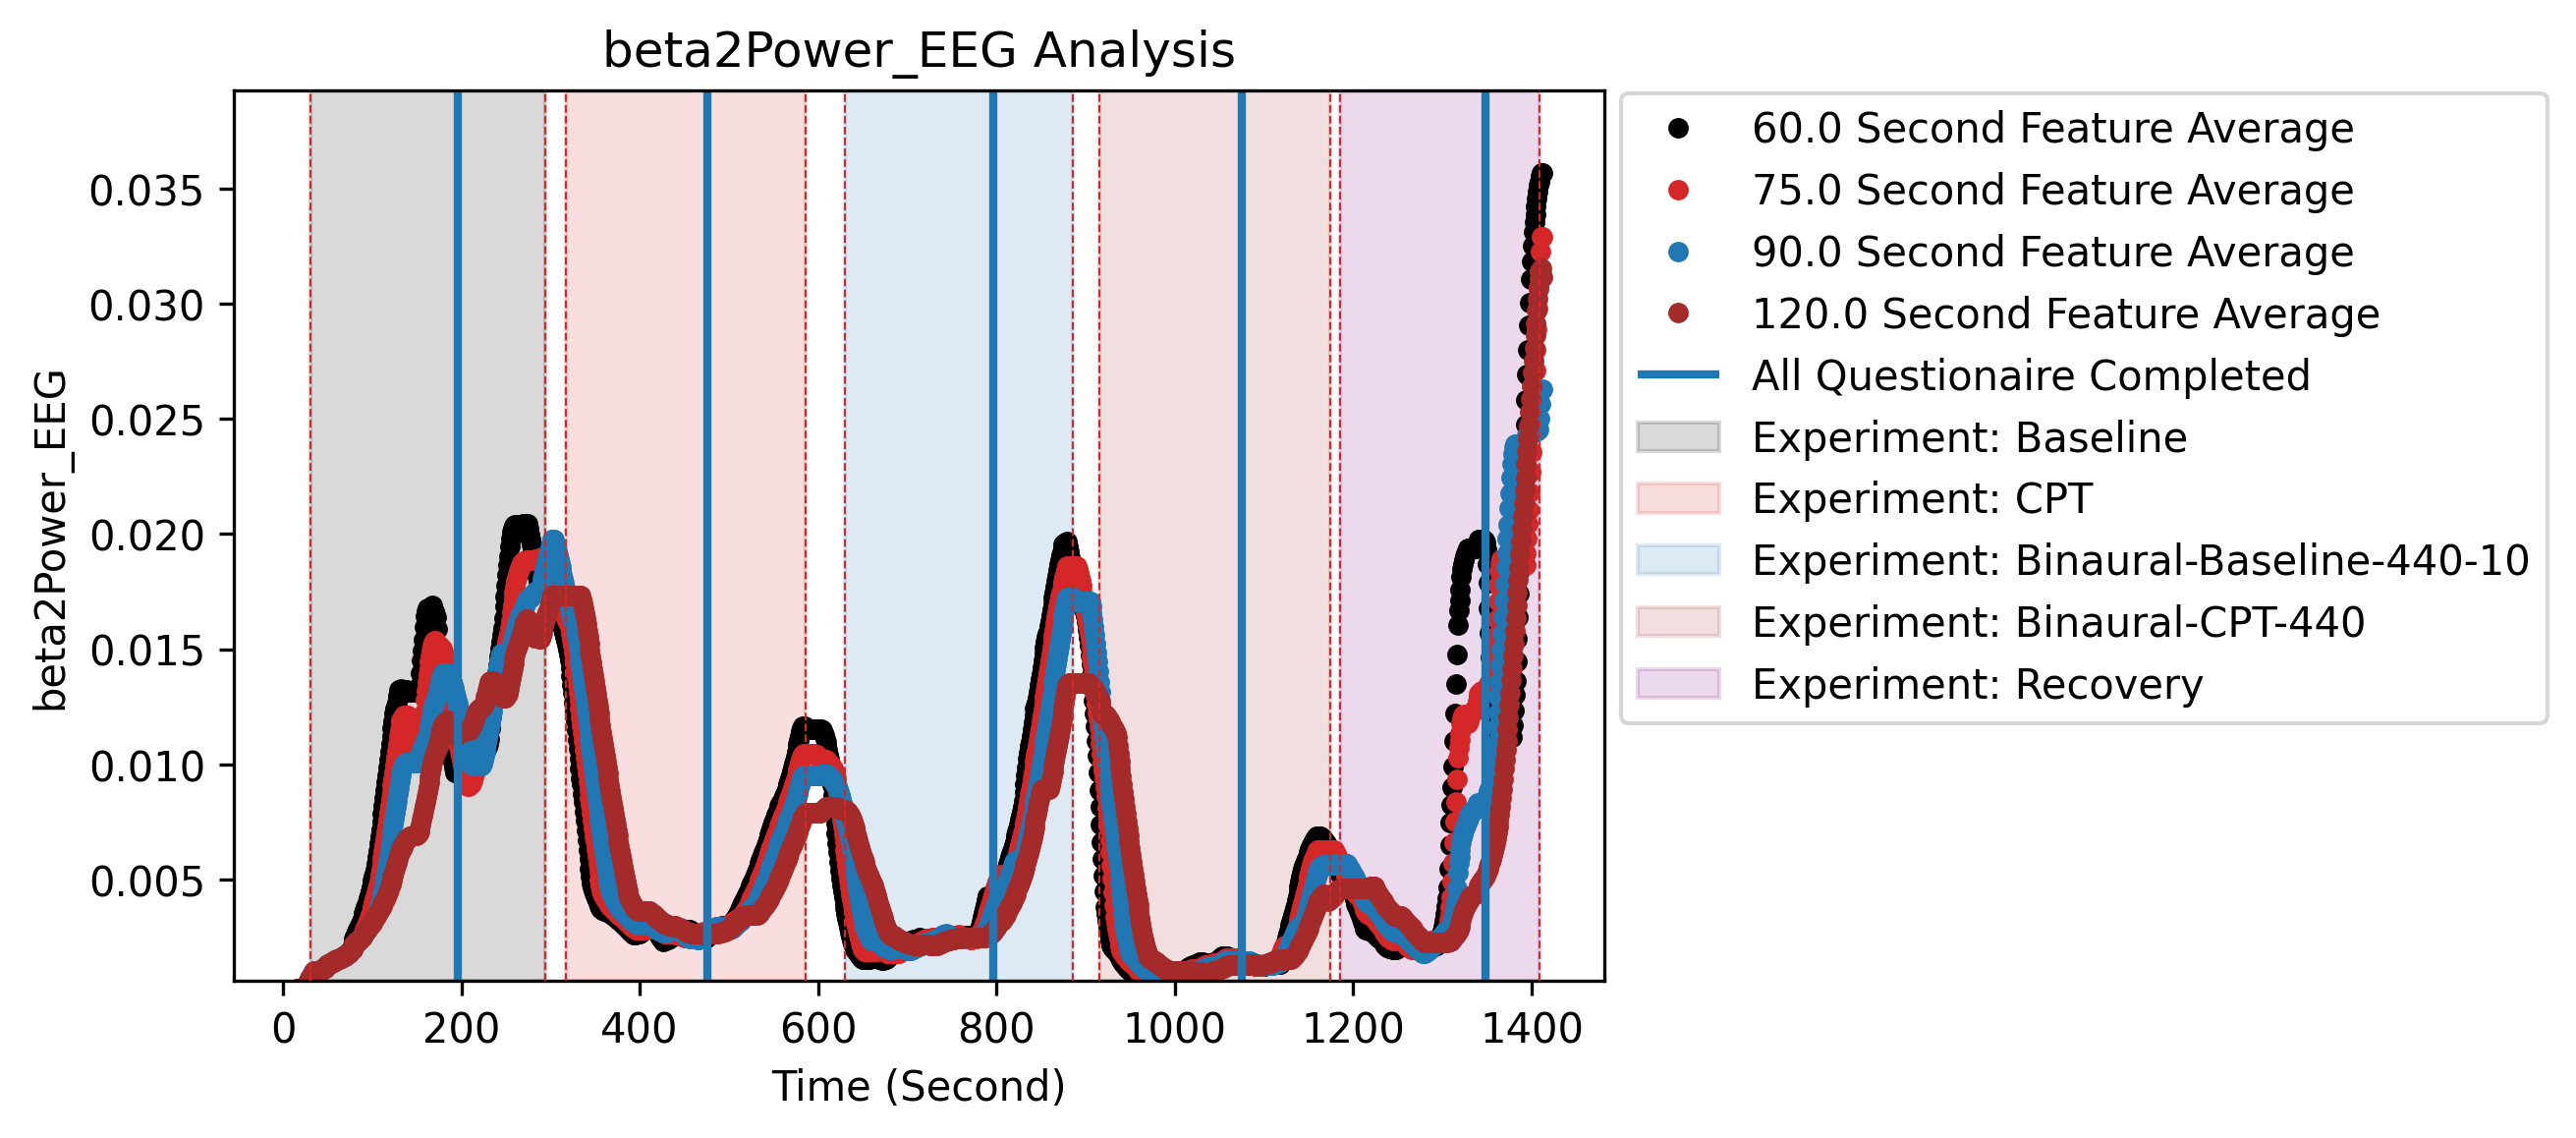 beta2Power_EEG Analysis
beta2Power_EEG
0.035
0.030
0.025
0.020
0.015
0.010
0.005
0 200 400 600 800 1000 1200 1400
Time (Second)
60.0 Second Feature Average
75.0 Second Feature Average
90.0 Second Feature Average
120.0 Second Feature Average
All Questionaire Completed
Experiment: Baseline
Experiment: CPT
Experiment: Binaural-Baseline-440-10
Experiment: Binaural-CPT-440
Experiment: Recovery